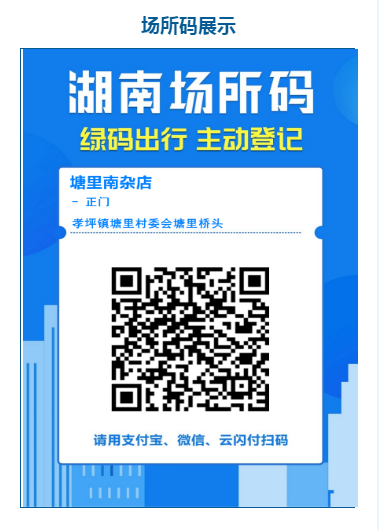 场所码展示
湖南场所码
绿码出行 主动登记
塘里南杂店
- 正门
孝坪镇塘里村委会塘里桥头
请用支付宝、微信、云闪付扫码